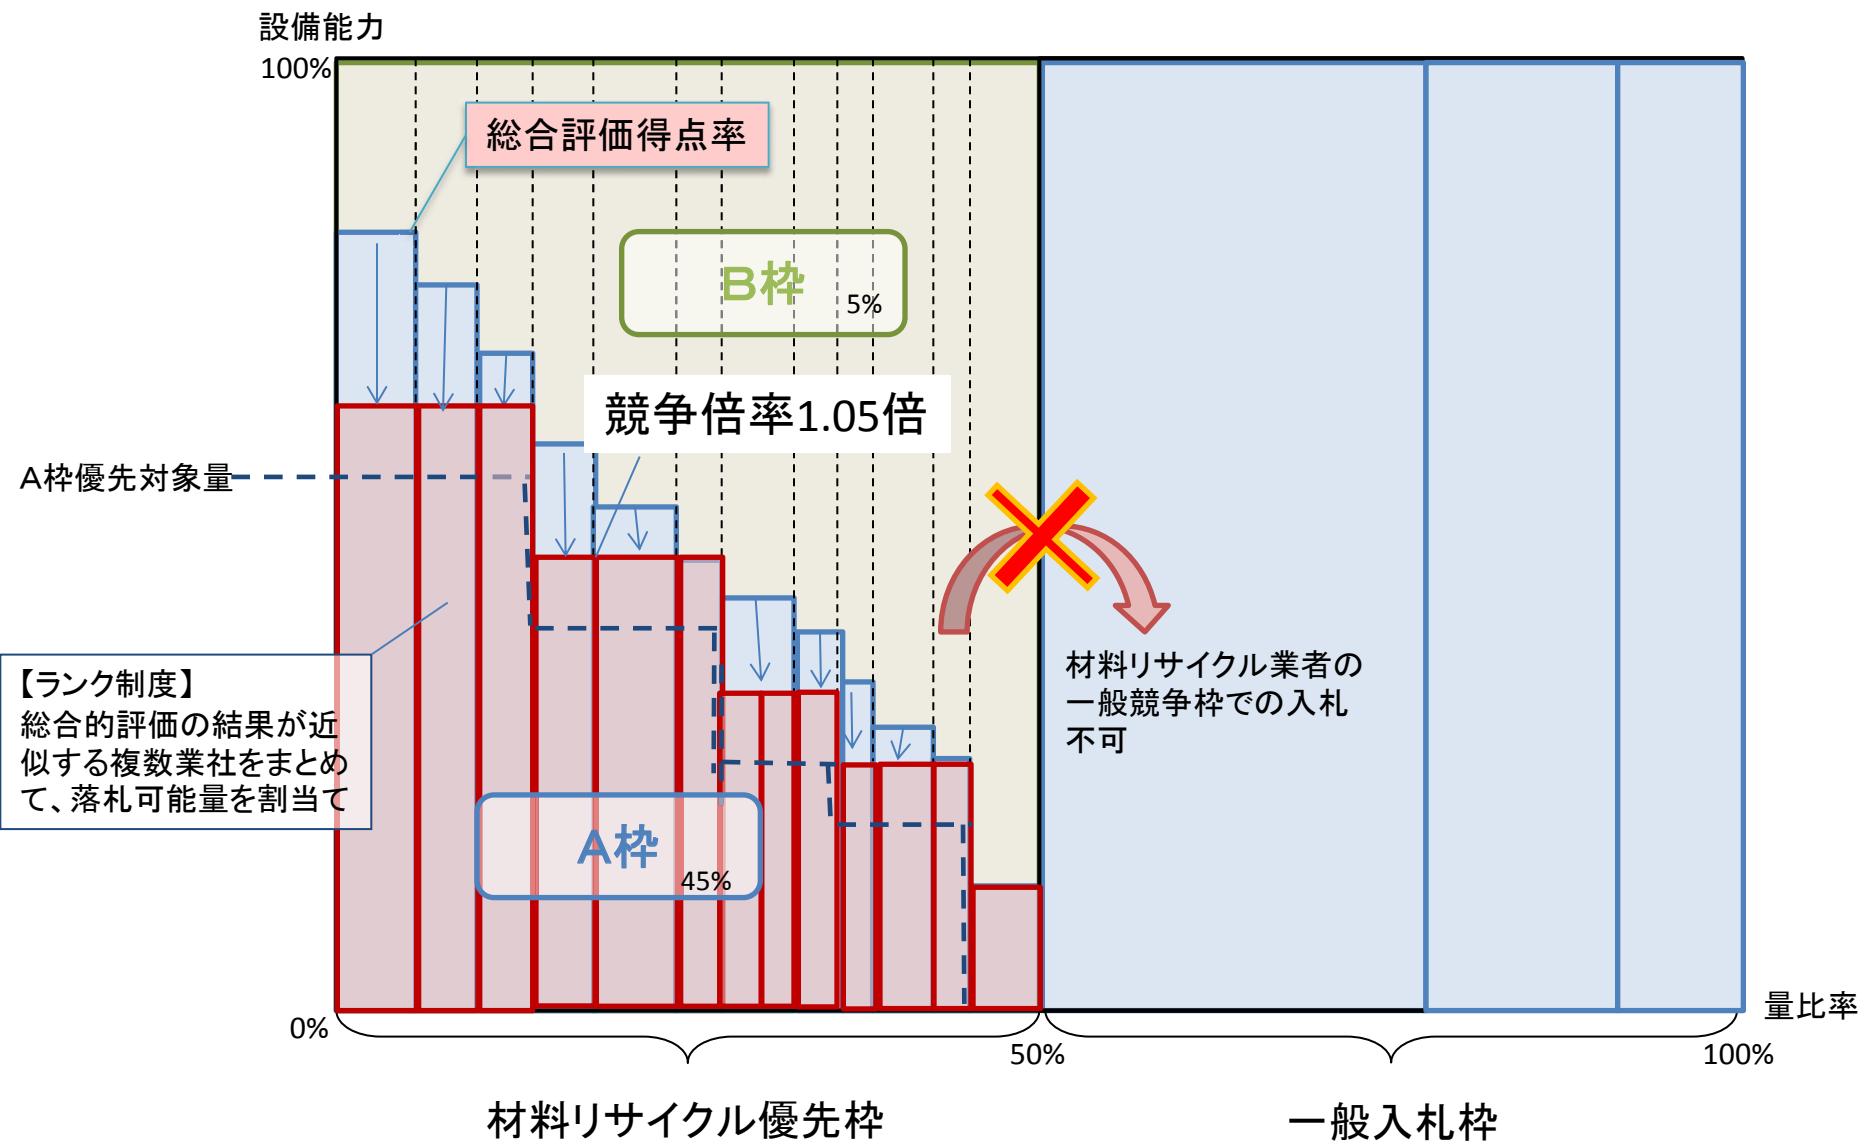 設備能力
100%
総合評価得点率
B枠
5%
競争倍率1.05倍
A枠優先対象量
【ランク制度】
総合的評価の結果が近
似する複数業社をまとめ
て、落札可能量を割当て
材料リサイクル業者の
一般競争枠での入札
不可
A枠
45%
0%
50%
100%
量比率
材料リサイクル優先枠
一般入札枠